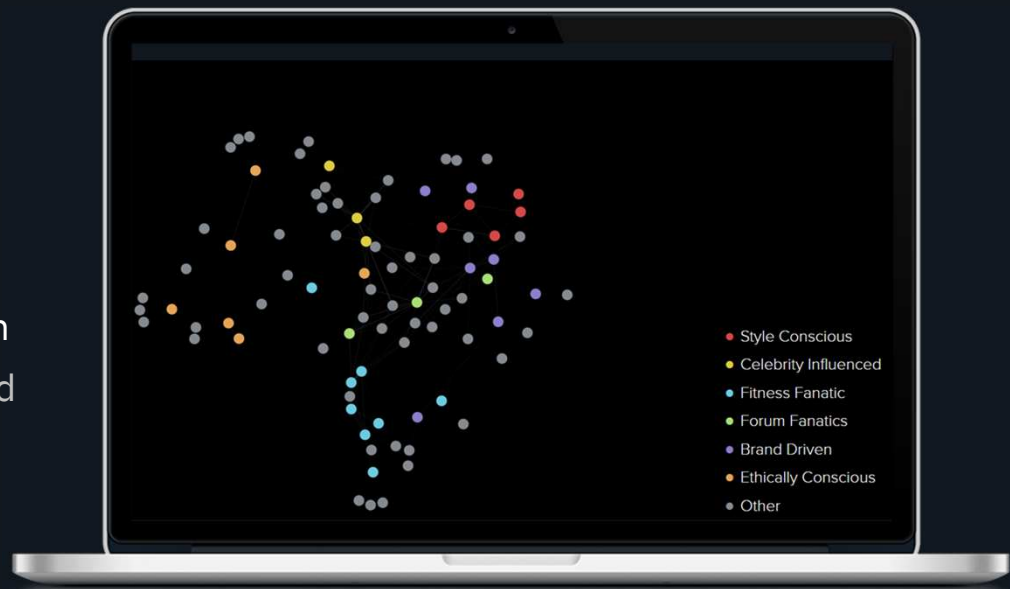 Style Conscious
Celebrity Influenced
Fitness Fanatic
Forum Fanatics
Brand Driven
Ethically Conscious
Other